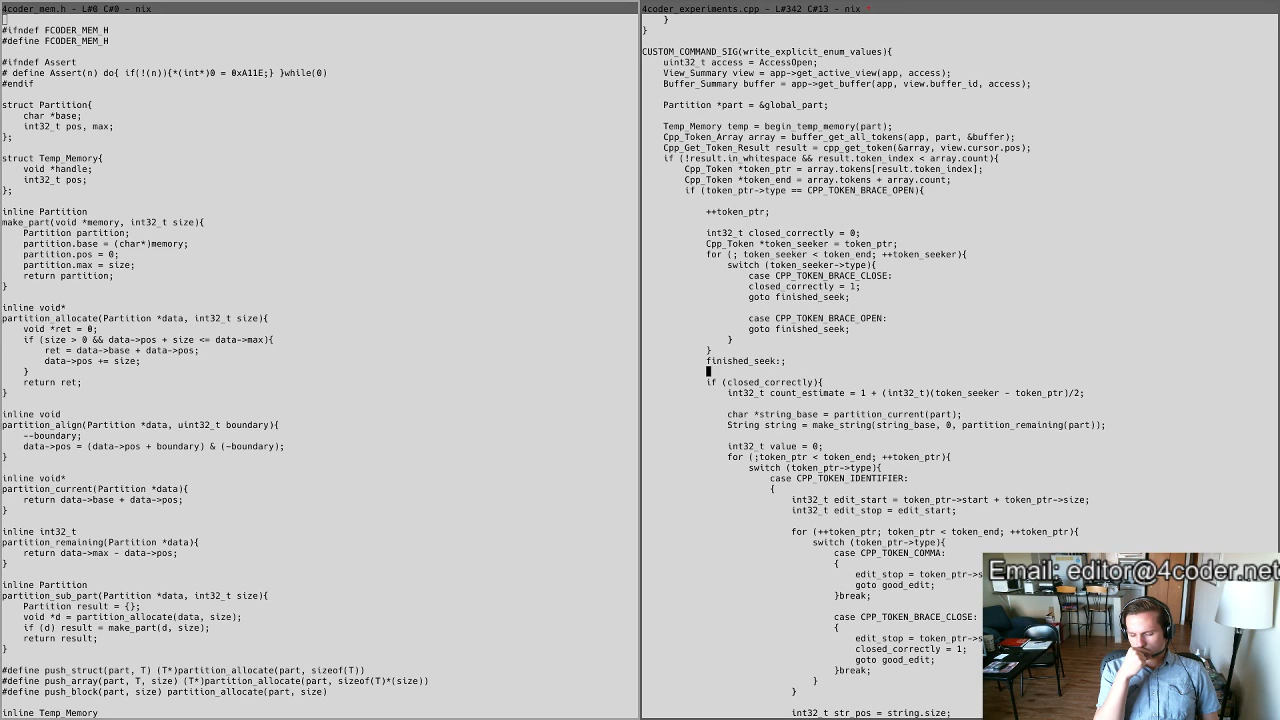 4coder_mem.h - L#0 C#0 - nix
#ifndef FCODER_MEM_H
#define FCODER_MEM_H
#ifndef Assert
# define Assert(n) do{ if(!(n)){*(int*)0 = 0xA11E;} }while(0)
#endif
struct Partition{
    char *base;
    int32_t pos, max;
};
struct Temp_Memory{
    void *handle;
    int32_t pos;
};
inline Partition
make_part(void *memory, int32_t size){
    Partition partition;
    partition.base = (char*)memory;
    partition.pos = 0;
    partition.max = size;
    return partition;
}
inline void*
partition_allocate(Partition *data, int32_t size){
    void *ret = 0;
    if (size > 0 && data->pos + size <= data->max){
        ret = data->base + data->pos;
        data->pos += size;
    }
    return ret;
}
inline void
partition_align(Partition *data, uint32_t boundary){
    --boundary;
    data->pos = (data->pos + boundary) & (~boundary);
}
inline void*
partition_current(Partition *data){
    return data->base + data->pos;
}
inline int32_t
partition_remaining(Partition *data){
    return data->max - data->pos;
}
inline Partition
partition_sub_part(Partition *data, int32_t size){
    Partition result = {};
    void *d = partition_allocate(data, size);
    if (d) result = make_part(d, size);
    return result;
}
#define push_struct(part, T) (T*)partition_allocate(part, sizeof(T))
#define push_array(part, T, size) (T*)partition_allocate(part, sizeof(T)*(size))
#define push_block(part, size) partition_allocate(part, size)
inline Temp_Memory
4coder_experiments.cpp - L#342 C#13 - nix *
    }
}
CUSTOM_COMMAND_SIG(write_explicit_enum_values){
    uint32_t access = AccessOpen;
    View_Summary view = app->get_active_view(app, access);
    Buffer_Summary buffer = app->get_buffer(app, view.buffer_id, access);
    Partition *part = &global_part;
    Temp_Memory temp = begin_temp_memory(part);
    Cpp_Token_Array array = buffer_get_all_tokens(app, part, &buffer);
    Cpp_Get_Token_Result result = cpp_get_token(&array, view.cursor.pos);
    if (!result.in_whitespace && result.token_index < array.count){
        Cpp_Token *token_ptr = array.tokens[result.token_index];
        Cpp_Token *token_end = array.tokens + array.count;
        if (token_ptr->type == CPP_TOKEN_BRACE_OPEN){
            ++token_ptr;
            int32_t closed_correctly = 0;
            Cpp_Token *token_seeker = token_ptr;
            for (; token_seeker < token_end; ++token_seeker){
                switch (token_seeker->type){
                    case CPP_TOKEN_BRACE_CLOSE:
                    closed_correctly = 1;
                    goto finished_seek;
                    case CPP_TOKEN_BRACE_OPEN:
                    goto finished_seek;
                }
            }
            finished_seek:;
            if (closed_correctly){
                int32_t count_estimate = 1 + (int32_t)(token_seeker - token_ptr)/2;
                char *string_base = partition_current(part);
                String string = make_string(string_base, 0, partition_remaining(part));
                int32_t value = 0;
                for (;token_ptr < token_end; ++token_ptr){
                    switch (token_ptr->type){
                        case CPP_TOKEN_IDENTIFIER:
                        {
                            int32_t edit_start = token_ptr->start + token_ptr->size;
                            int32_t edit_stop = edit_start;
                            for (++token_ptr; token_ptr < token_end; ++token_ptr){
                                switch (token_ptr->type){
                                    case CPP_TOKEN_COMMA:
                                    {
                                        edit_stop = token_ptr->s
                                        goto good_edit;
                                    }break;
                                    case CPP_TOKEN_BRACE_CLOSE:
                                    {
                                        edit_stop = token_ptr->s
                                        closed_correctly = 1;
                                        goto good_edit;
                                    }break;
                                }
                            }
                            int32_t str_pos = string.size;
Email: editor@4coder.net